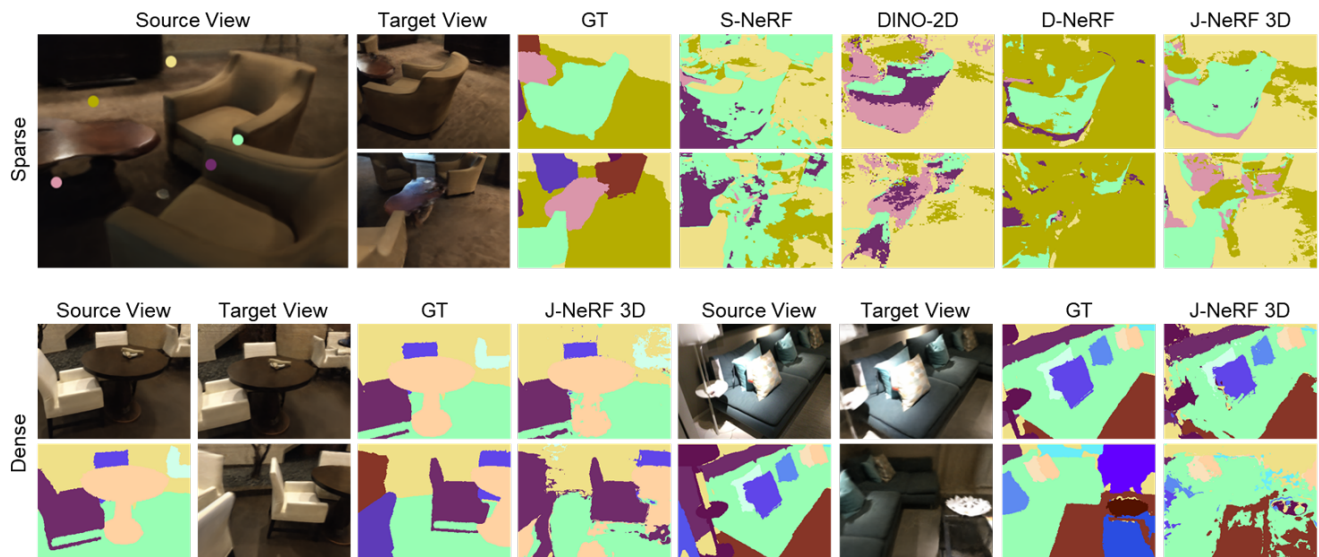 Source View Target View GT S-NeRF DINO-2D D-NeRF J-NeRF 3D
Sparse
Source View Target View GT J-NeRF 3D Source View Target View GT J-NeRF 3D
Dense